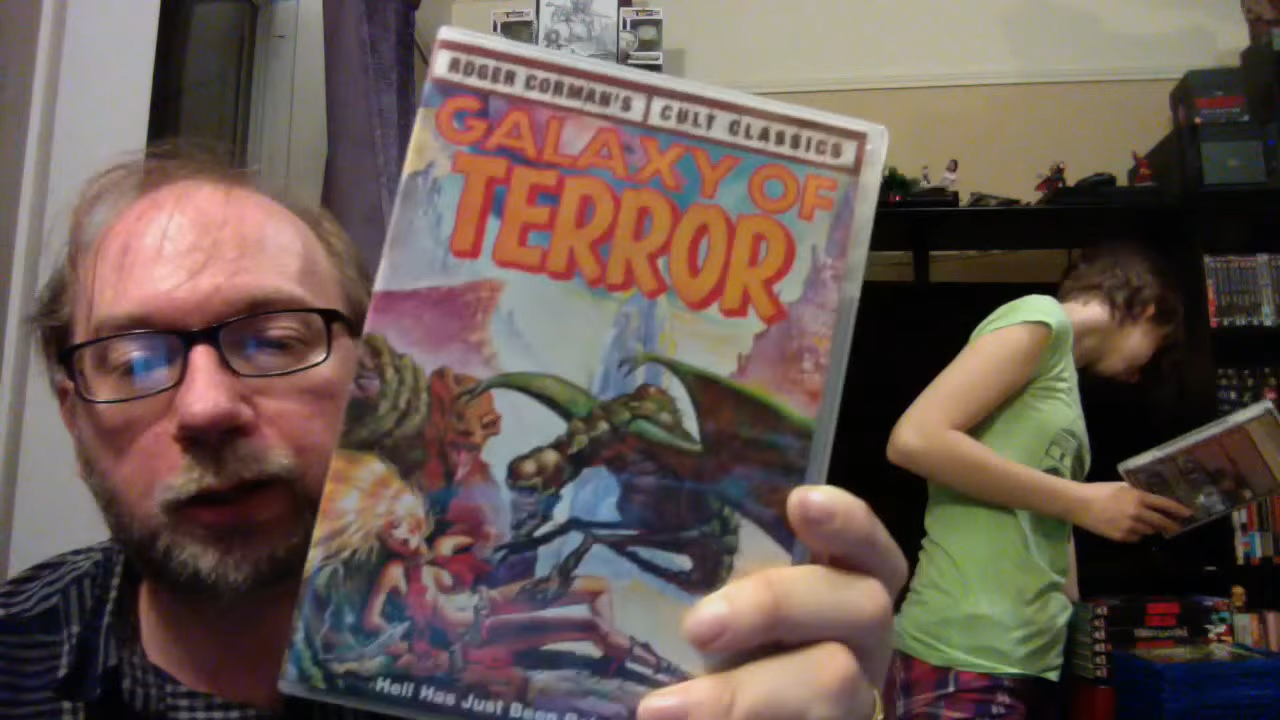 ROGER CORMAN'S | CULT CLASSICS
GALAXY OF
TERROR
Hell Has Just Been